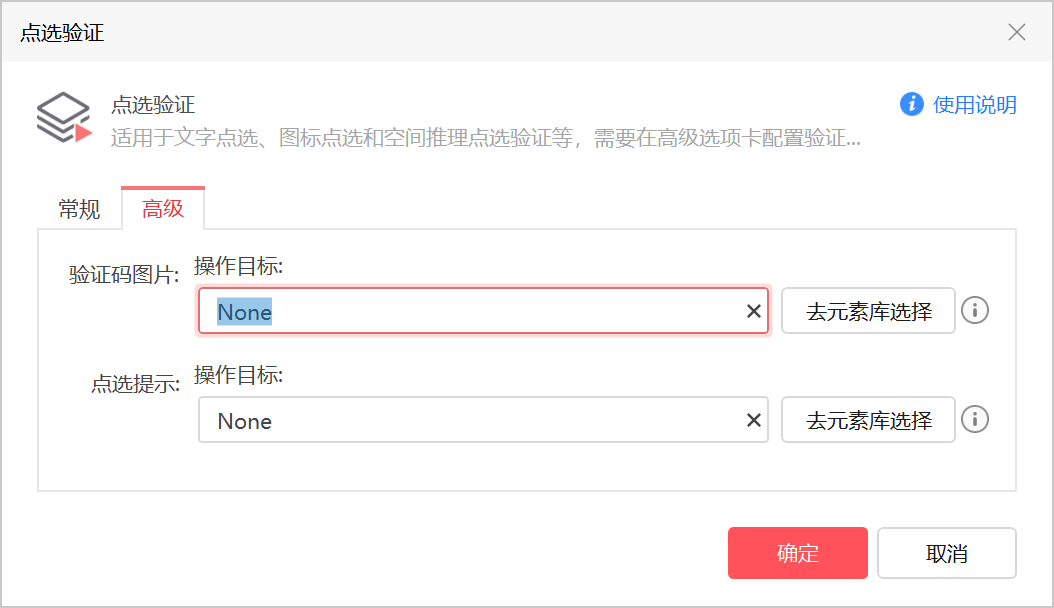 点选验证
点选验证
使用说明
适用于文字点选、图标点选和空间推理点选验证等，需要在高级选项卡配置验证...
常规
高级
验证码图片:
操作目标:
None
去元素库选择
点选提示:
操作目标:
None
去元素库选择
确定
取消